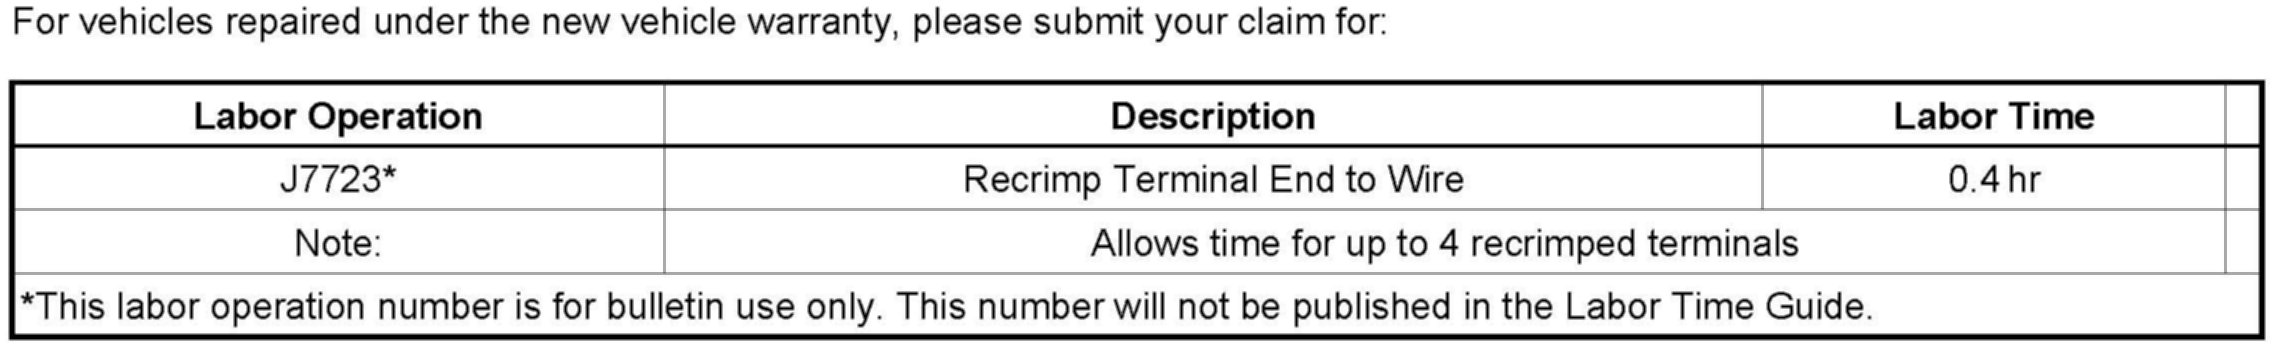 For vehicles repaired under the new vehicle warranty, please submit your claim for:
Labor Operation Description Labor Time
J7723* Recrimp Terminal End to Wire 0.4 hr
Note: Allows time for up to 4 recrimped terminals
*This labor operation number is for bulletin use only. This number will not be published in the Labor Time Guide.